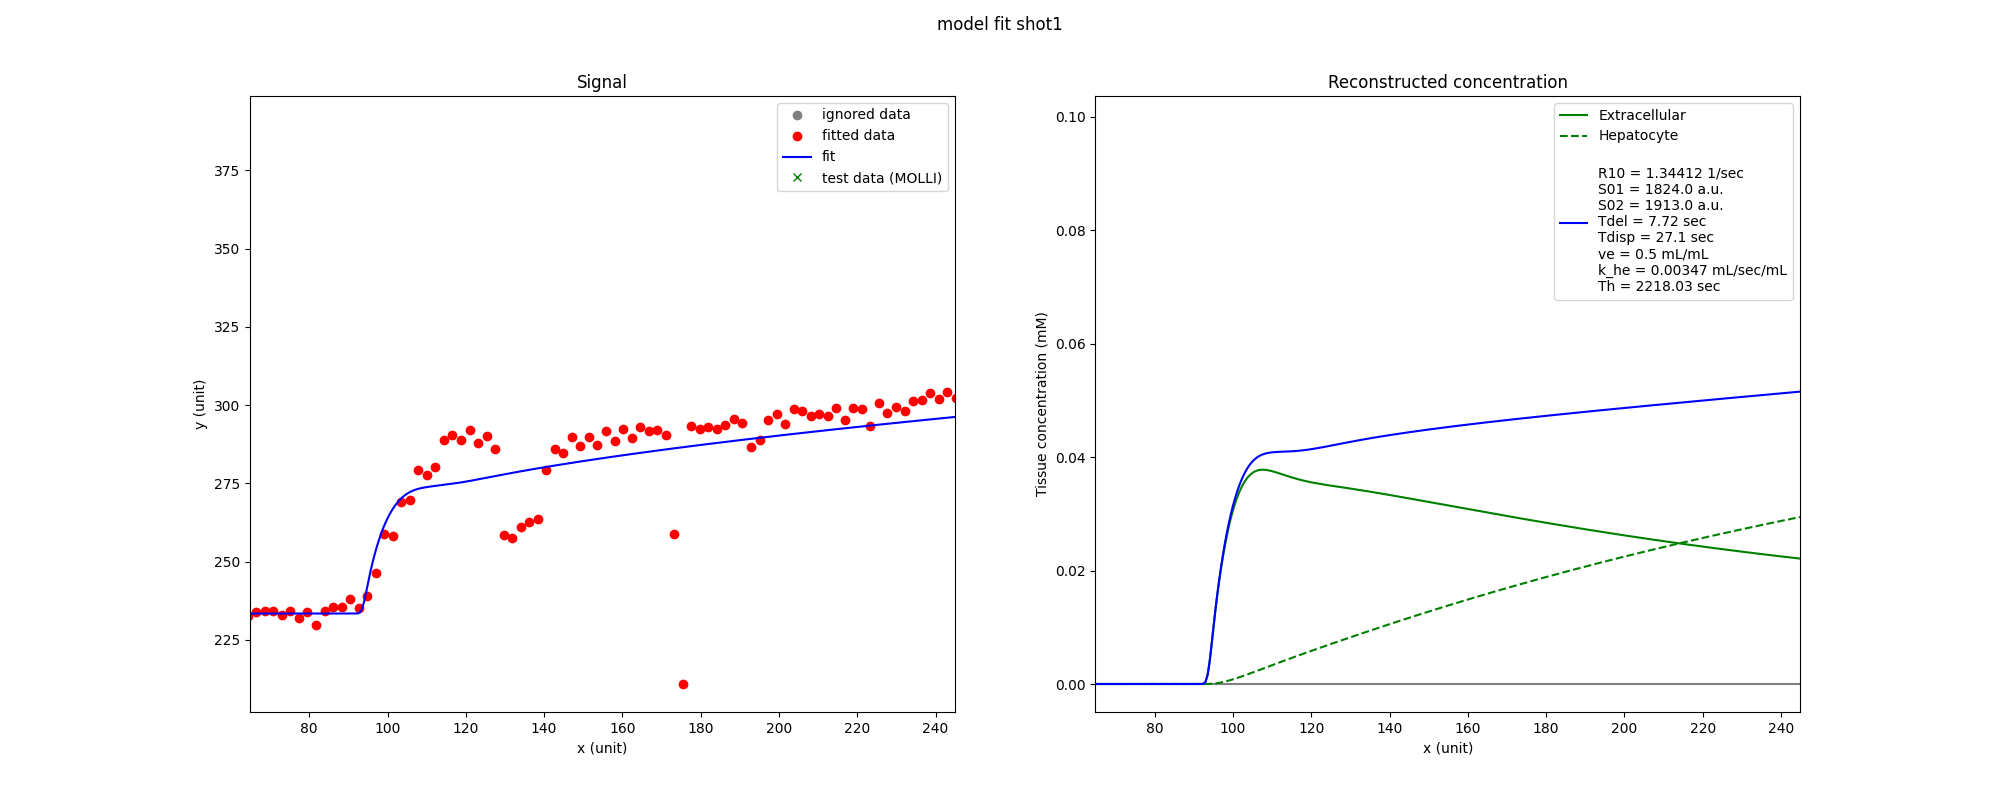 model fit shot1
Signal
ignored data
fitted data
fit
test data (MOLLI)
375
350
325
300
275
250
225
y (unit)
80 100 120 140 160 180 200 220 240
x (unit)
Reconstructed concentration
Extracellular
Hepatocyte
R10 = 1.34412 1/sec
S01 = 1824.0 a.u.
S02 = 1913.0 a.u.
Tdel = 7.72 sec
Tdisp = 27.1 sec
ve = 0.5 mL/mL
k_he = 0.00347 mL/sec/mL
Th = 2218.03 sec
0.10
0.08
0.06
0.04
0.02
0.00
Tissue concentration (mM)
80 100 120 140 160 180 200 220 240
x (unit)